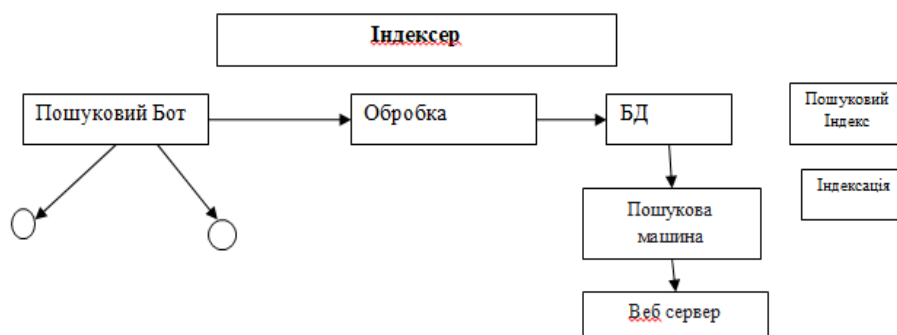 Індексер
Пошуковий Бот
Обробка
БД
Пошуковий
Індекс
Індексація
Пошукова
машина
Веб сервер